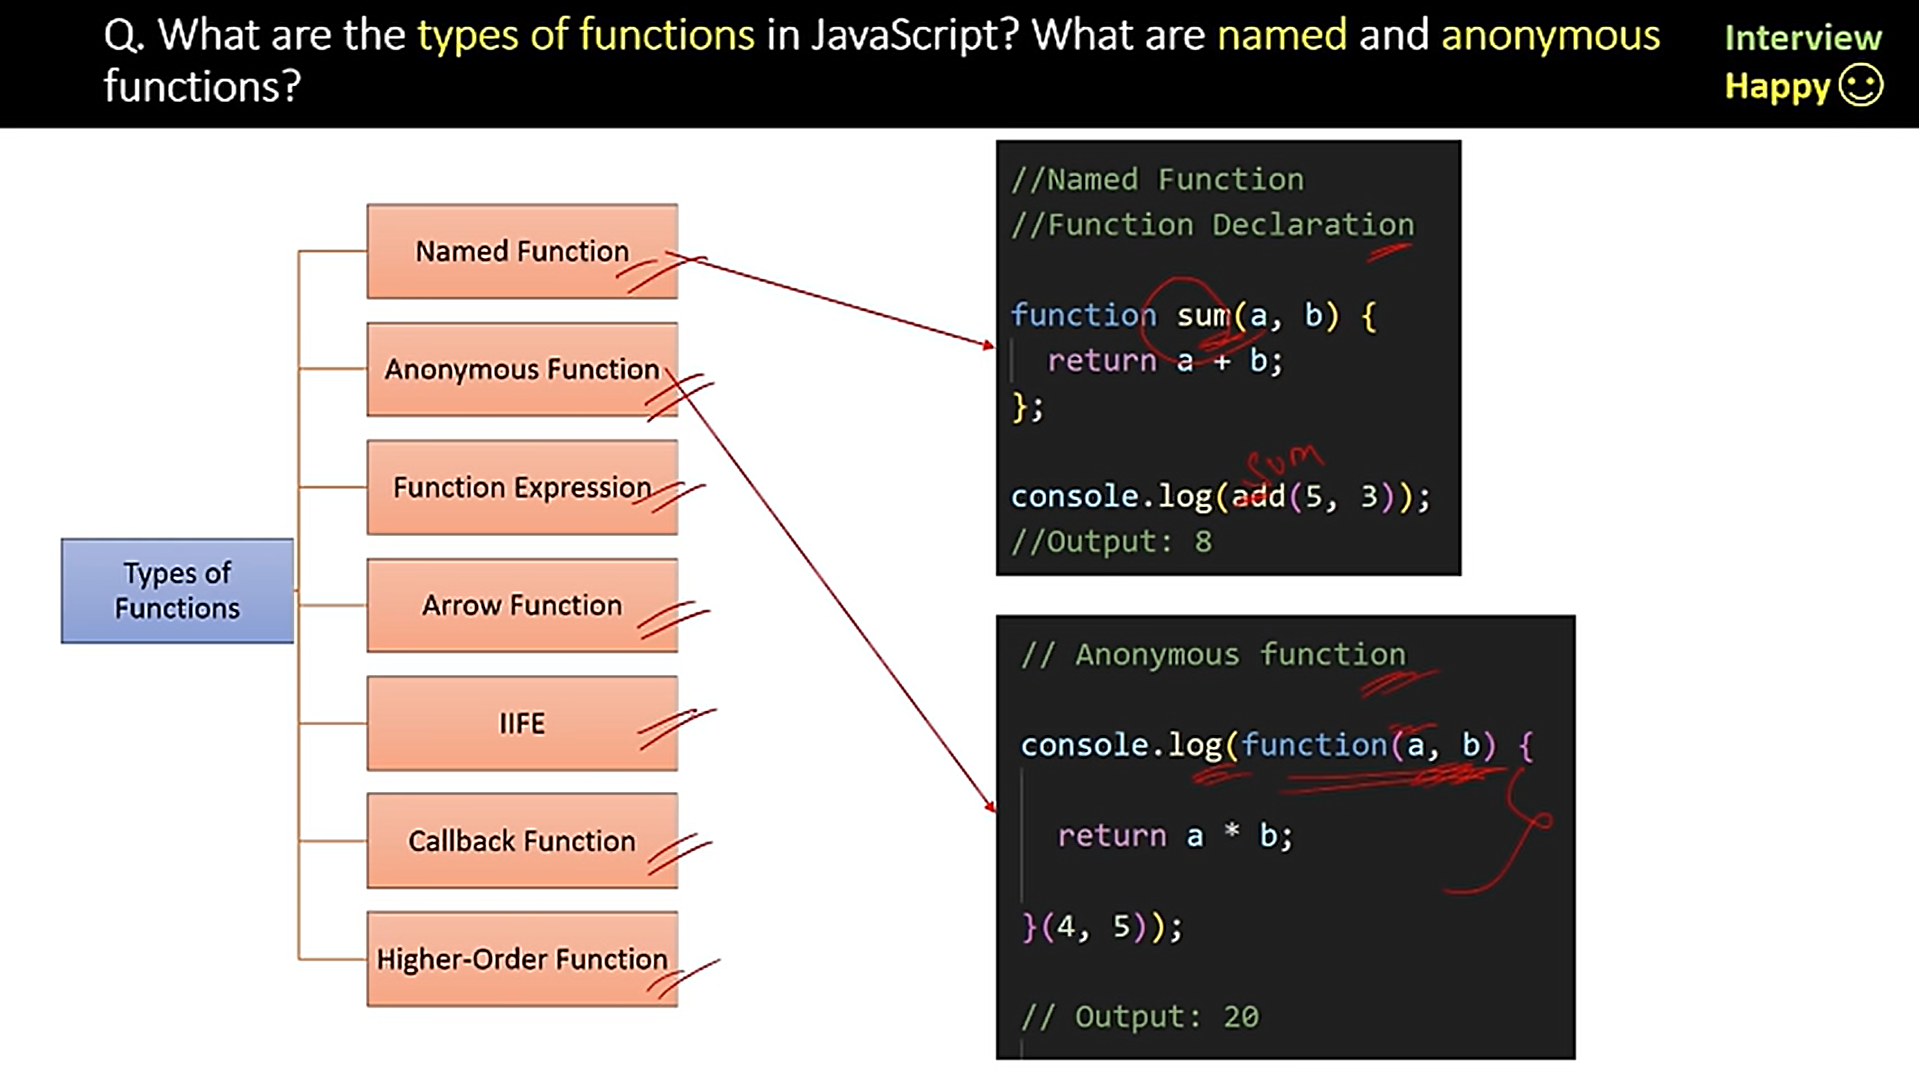 Q. What are the types of functions in JavaScript? What are named and anonymous
functions?
Interview
Happy
Types of
Functions
Named Function
Anonymous Function
Function Expression
Arrow Function
IIFE
Callback Function
Higher-Order Function
//Named Function
//Function Declaration
function sum(a, b) {
return a + b;
};
sum
console.log(add(5, 3));
//Output: 8
// Anonymous function
console.log(function(a, b) {
return a * b;
}(4, 5));
// Output: 20